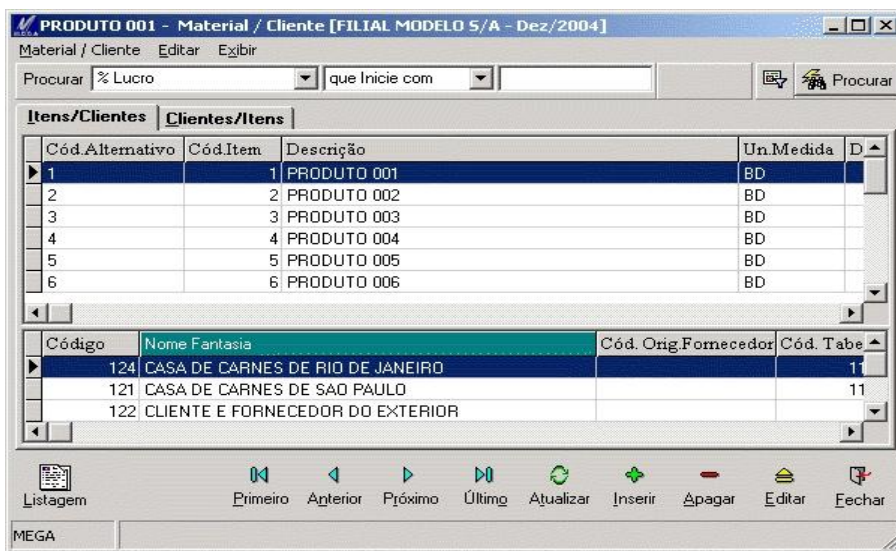 PRODUTO 001 - Material / Cliente [FILIAL MODELO S/A - Dez/2004]
Material / Cliente Editar Exibir
Procurar % Lucro que Inicie com Procurar
Itens/Clientes Clientes/Itens
Cód.Alternativo Cód.Item Descrição Un.Medida D
1 1 PRODUTO 001 BD
2 2 PRODUTO 002 BD
3 3 PRODUTO 003 BD
4 4 PRODUTO 004 BD
5 5 PRODUTO 005 BD
6 6 PRODUTO 006 BD
Código Nome Fantasia Cód. Orig.Fornecedor Cód. Tabe
124 CASA DE CARNES DE RIO DE JANEIRO 11
121 CASA DE CARNES DE SAO PAULO 11
122 CLIENTE E FORNECEDOR DO EXTERIOR
Listagem Primeiro Anterior Próximo Último Atualizar Inserir Apagar Editar Fechar
MEGA